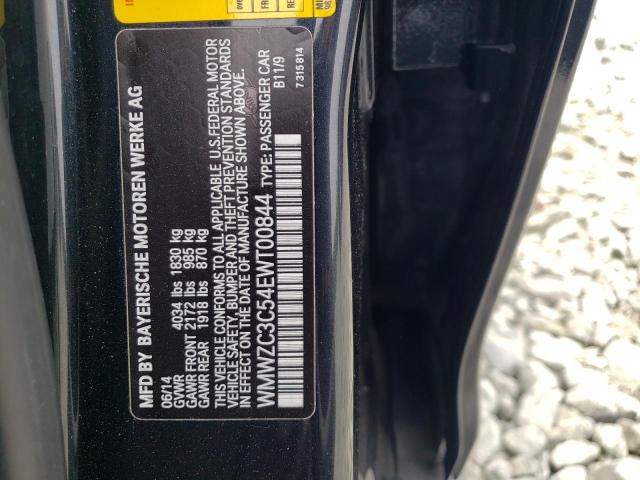 MFD BY BAYERISCHE MOTOREN WERKE AG
06/14
GVWR 4034 lbs 1830 kg
GAWR FRONT 2172 lbs 985 kg
GAWR REAR 1918 lbs 870 kg
THIS VEHICLE CONFORMS TO ALL APPLICABLE U.S. FEDERAL MOTOR
VEHICLE SAFETY, BUMPER AND THEFT PREVENTION STANDARDS
IN EFFECT ON THE DATE OF MANUFACTURE SHOWN ABOVE.
WMWZC3C54EWT00844 TYPE: PASSENGER CAR
B11/9
7 315 814